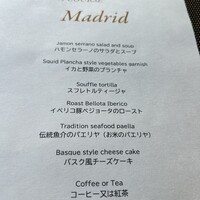 Madrid
Jamon serrano salad and soup
ハモンセラーノのサラダとスープ
Squid Plancha style vegetables garnish
イカと野菜のプランチャ
Souffle tortilla
スフレトルティージャ
Roast Bellota Iberico
イベリコ豚ベジョータのロースト
Tradition seafood paella
伝統魚介のパエリヤ (お米のパエリヤ)
Basque style cheese cake
バスク風チーズケーキ
Coffee or Tea
コーヒー又は紅茶